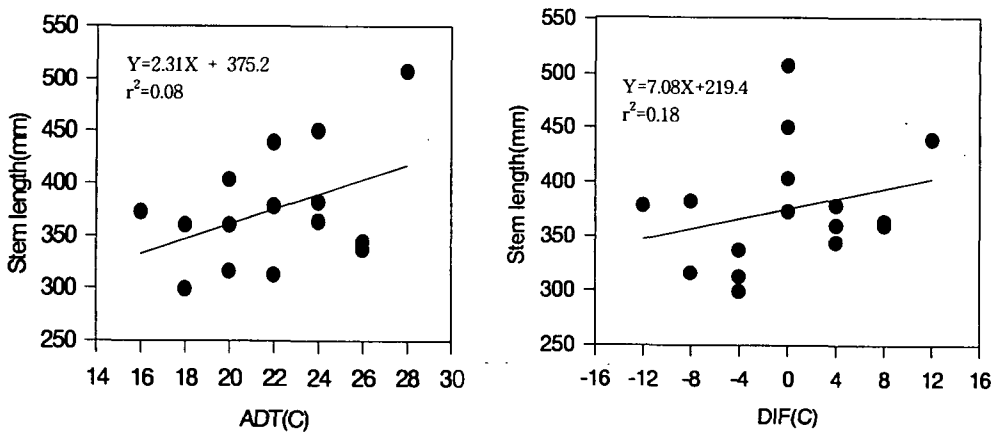 550
500
450
400
350
300
250
Stem length(mm)
Y=2.31X + 375.2
r²=0.08
14 16 18 20 22 24 26 28 30
ADT(C)
550
500
450
400
350
300
250
Stem length(mm)
Y=7.08X+219.4
r²=0.18
-16 -12 -8 -4 0 4 8 12 16
DIF(C)